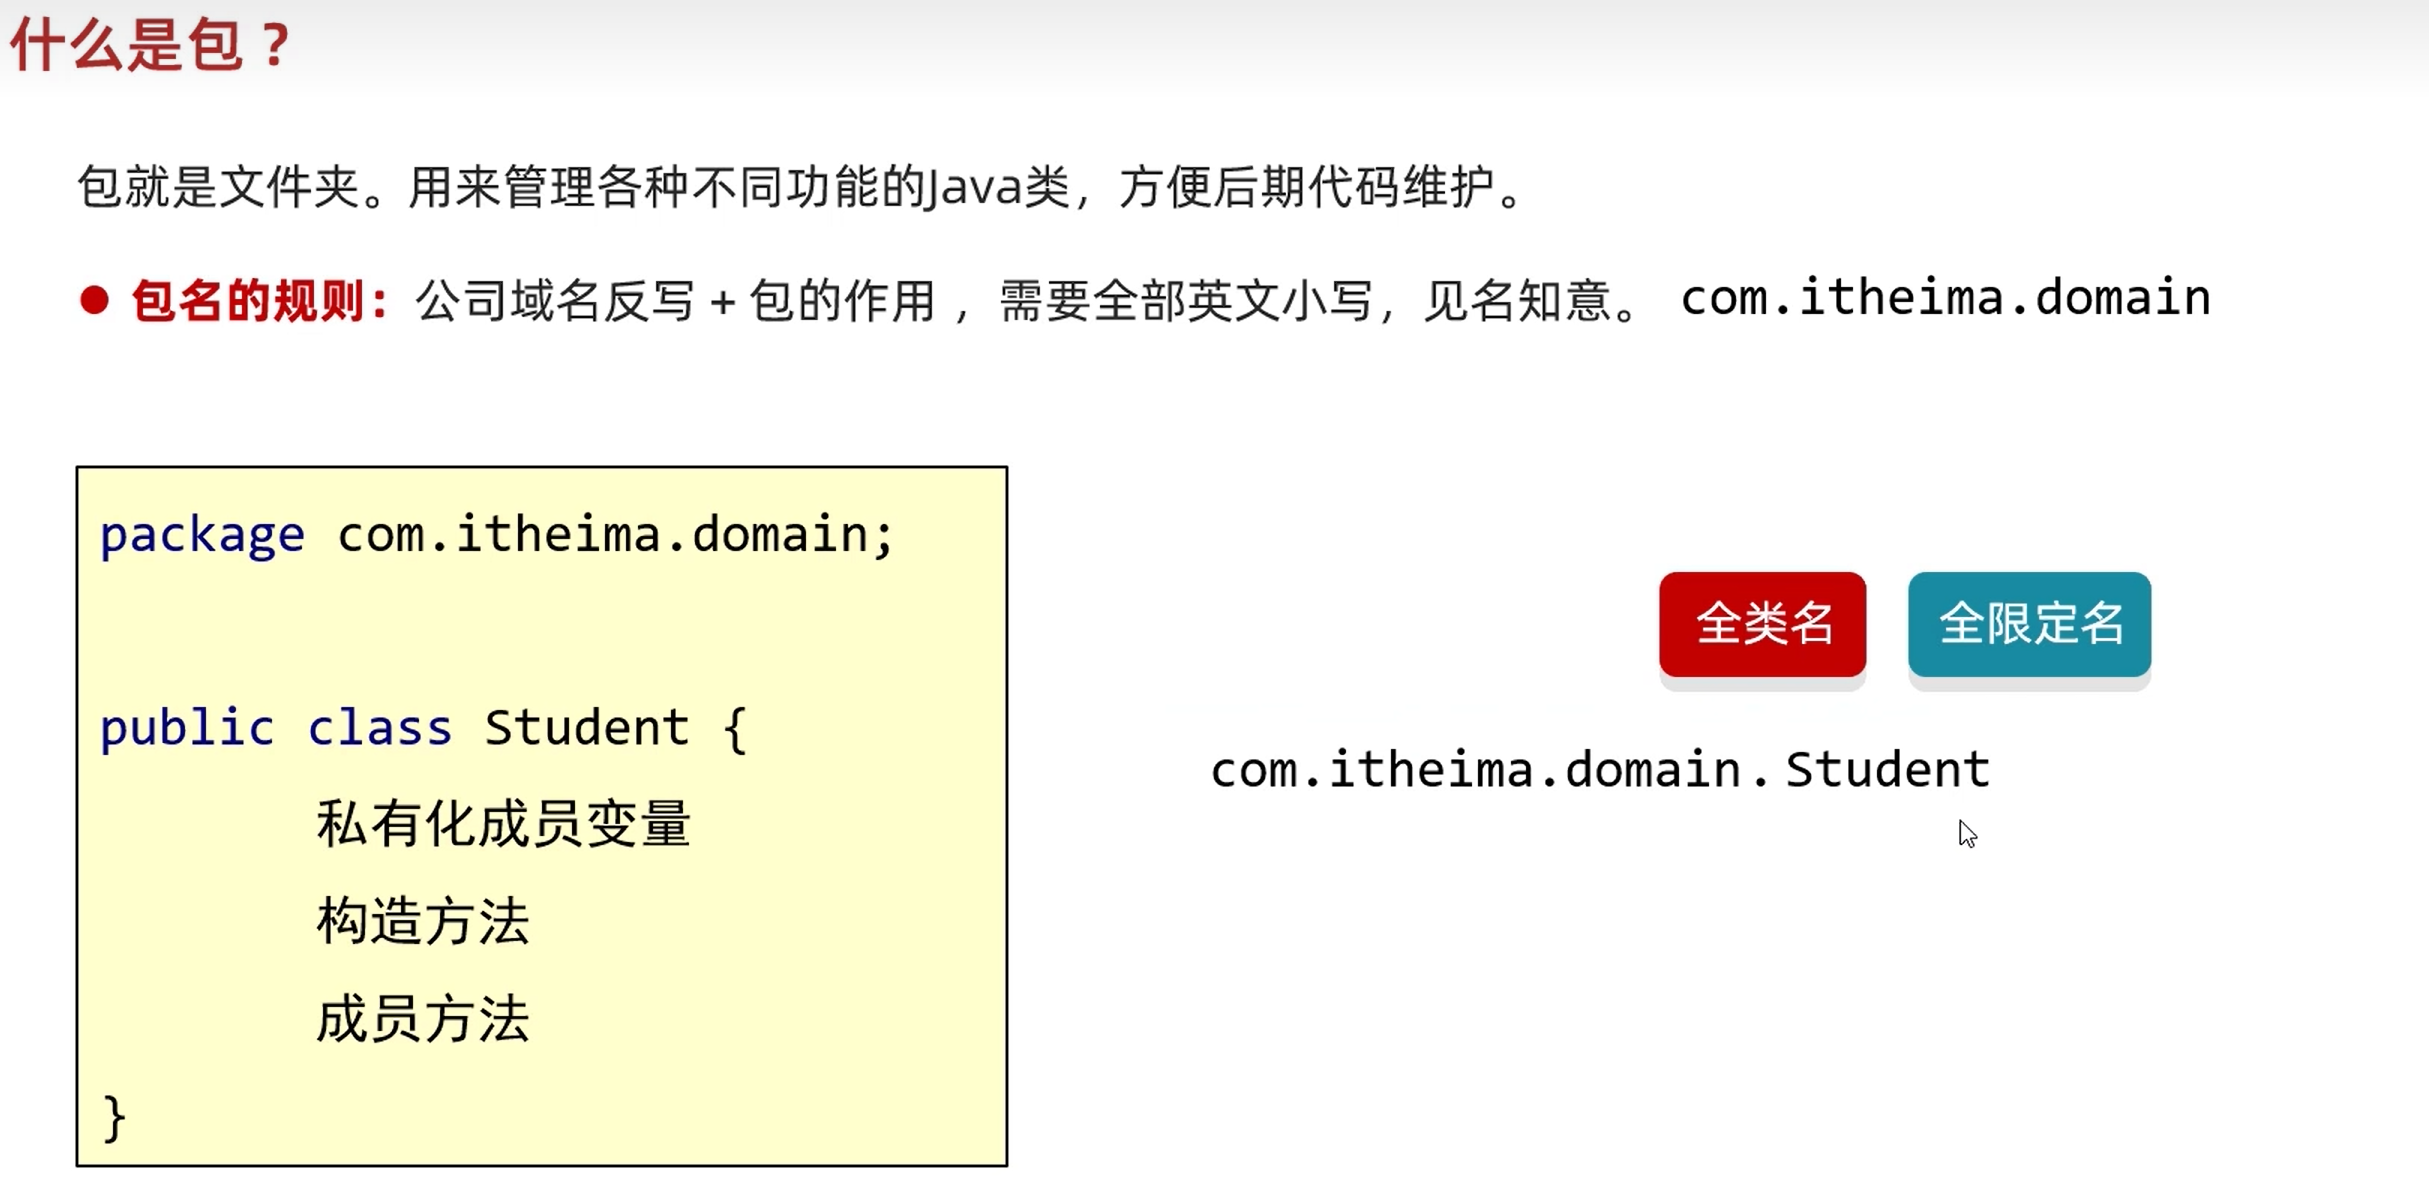 什么是包？
包就是文件夹。用来管理各种不同功能的Java类，方便后期代码维护。
● 包名的规则：公司域名反写 + 包的作用 ，需要全部英文小写，见名知意。 com.itheima.domain
package com.itheima.domain;
public class Student {
私有化成员变量
构造方法
成员方法
}
全类名 全限定名
com.itheima.domain.Student